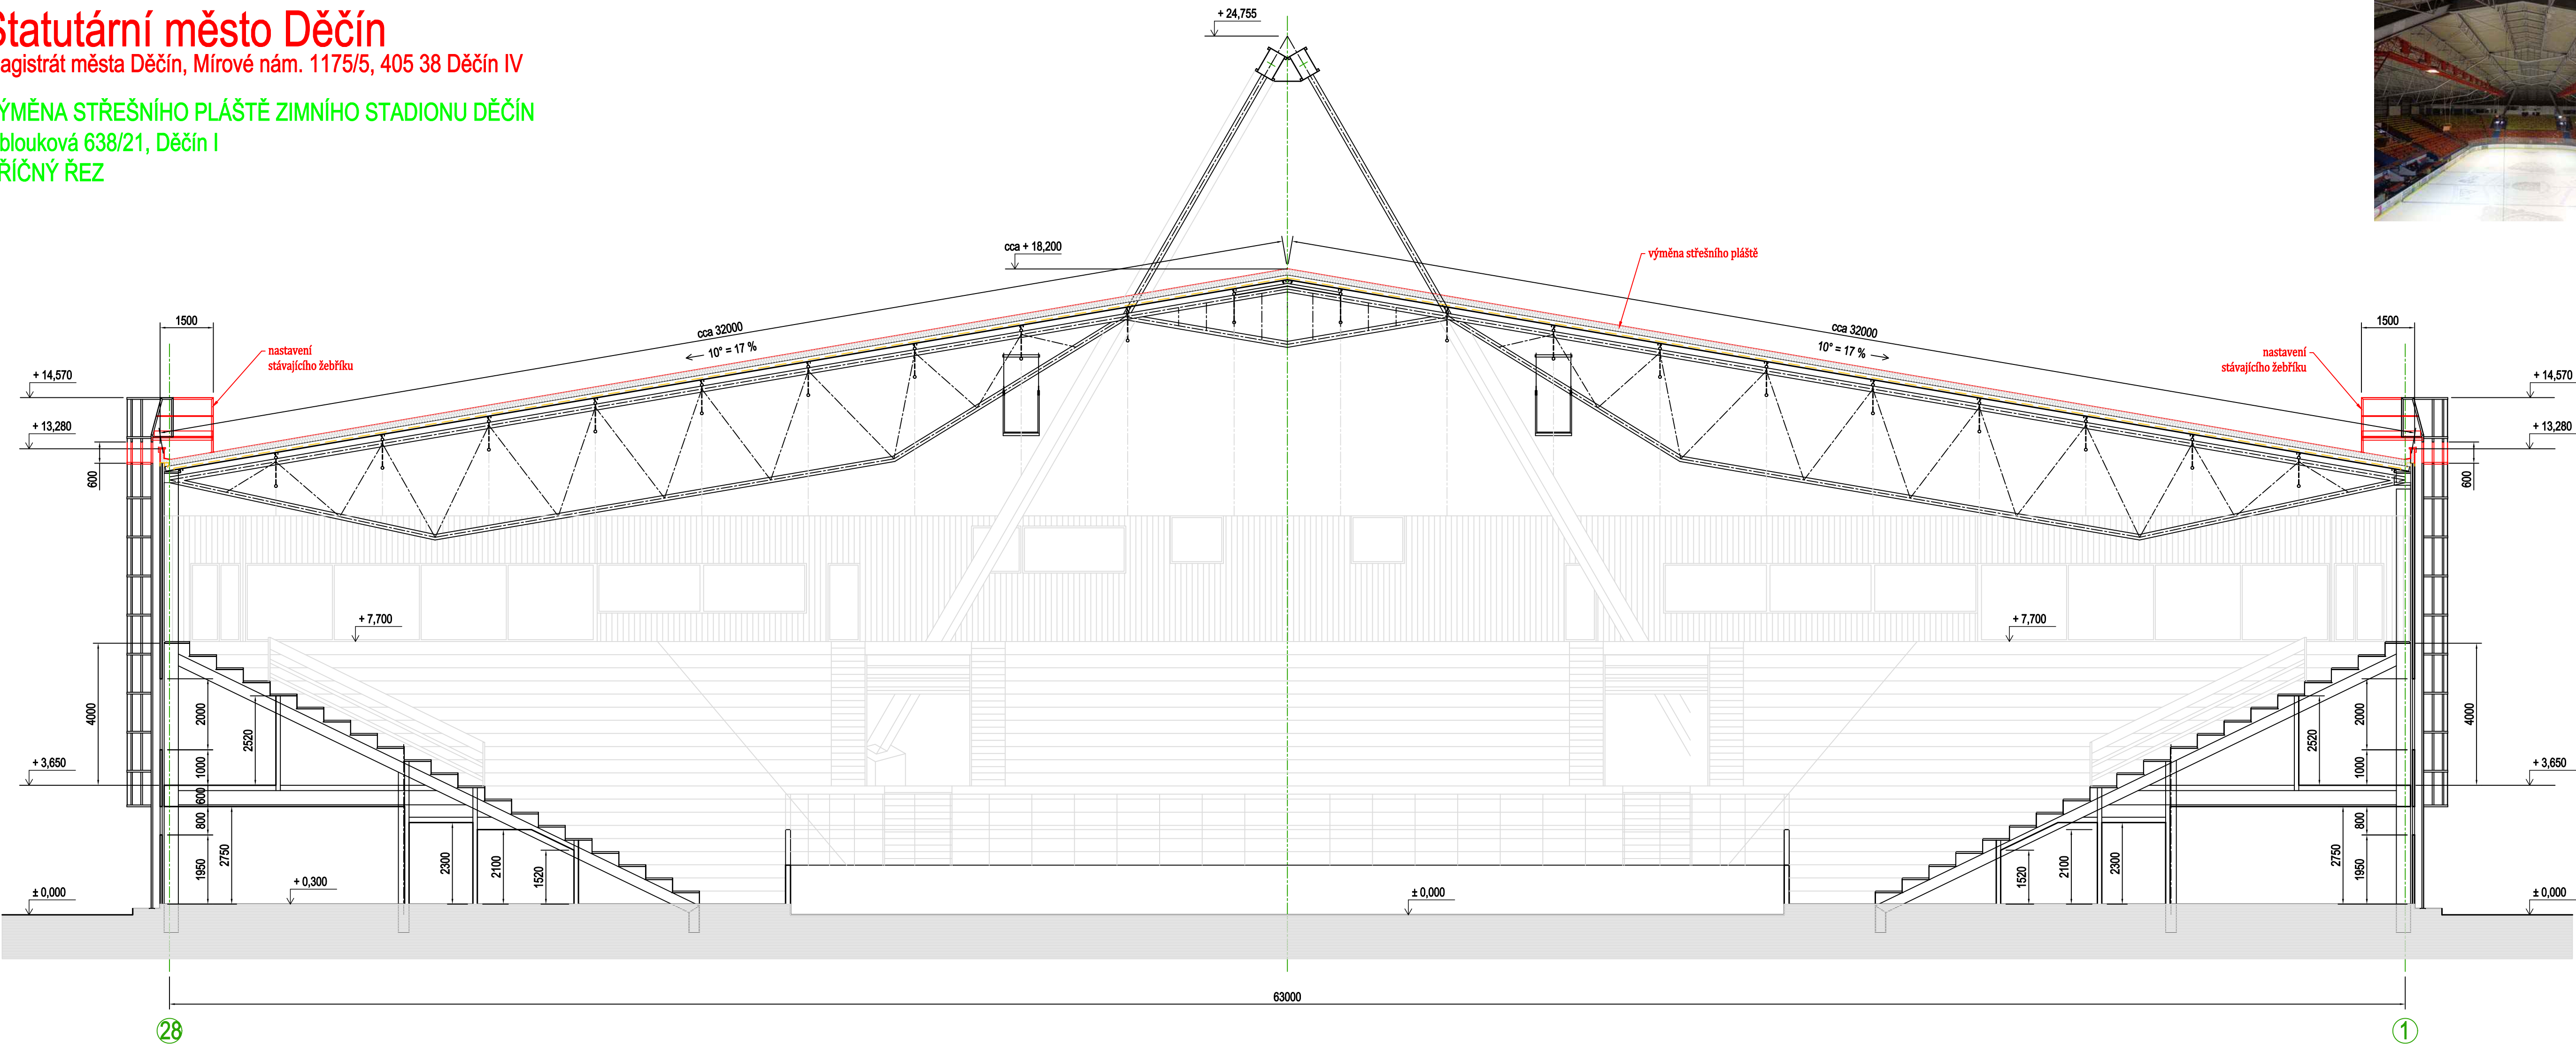 Statutární město Děčín
agistrát města Děčín, Mírové nám. 1175/5, 405 38 Děčín IV
ÝMĚNA STŘEŠNÍHO PLÁŠTĚ ZIMNÍHO STADIONU DĚČÍN
blouková 638/21, Děčín I
ŘÍČNÝ ŘEZ
+ 24,755
cca + 18,200
výměna střešního pláště
cca 32000
10° = 17 %
cca 32000
10° = 17 %
1500
nastavení
stávajícího žebříku
+ 14,570
+ 13,280
600
1500
nastavení
stávajícího žebříku
+ 14,570
+ 13,280
600
+ 7,700
+ 7,700
4000
2000
2520
1000
600
800
1950
2750
+ 3,650
+ 0,300
2300
2100
1520
± 0,000
± 0,000
1520
2100
2300
2750
1950
800
1000
2520
2000
4000
+ 3,650
± 0,000
63000
28
1